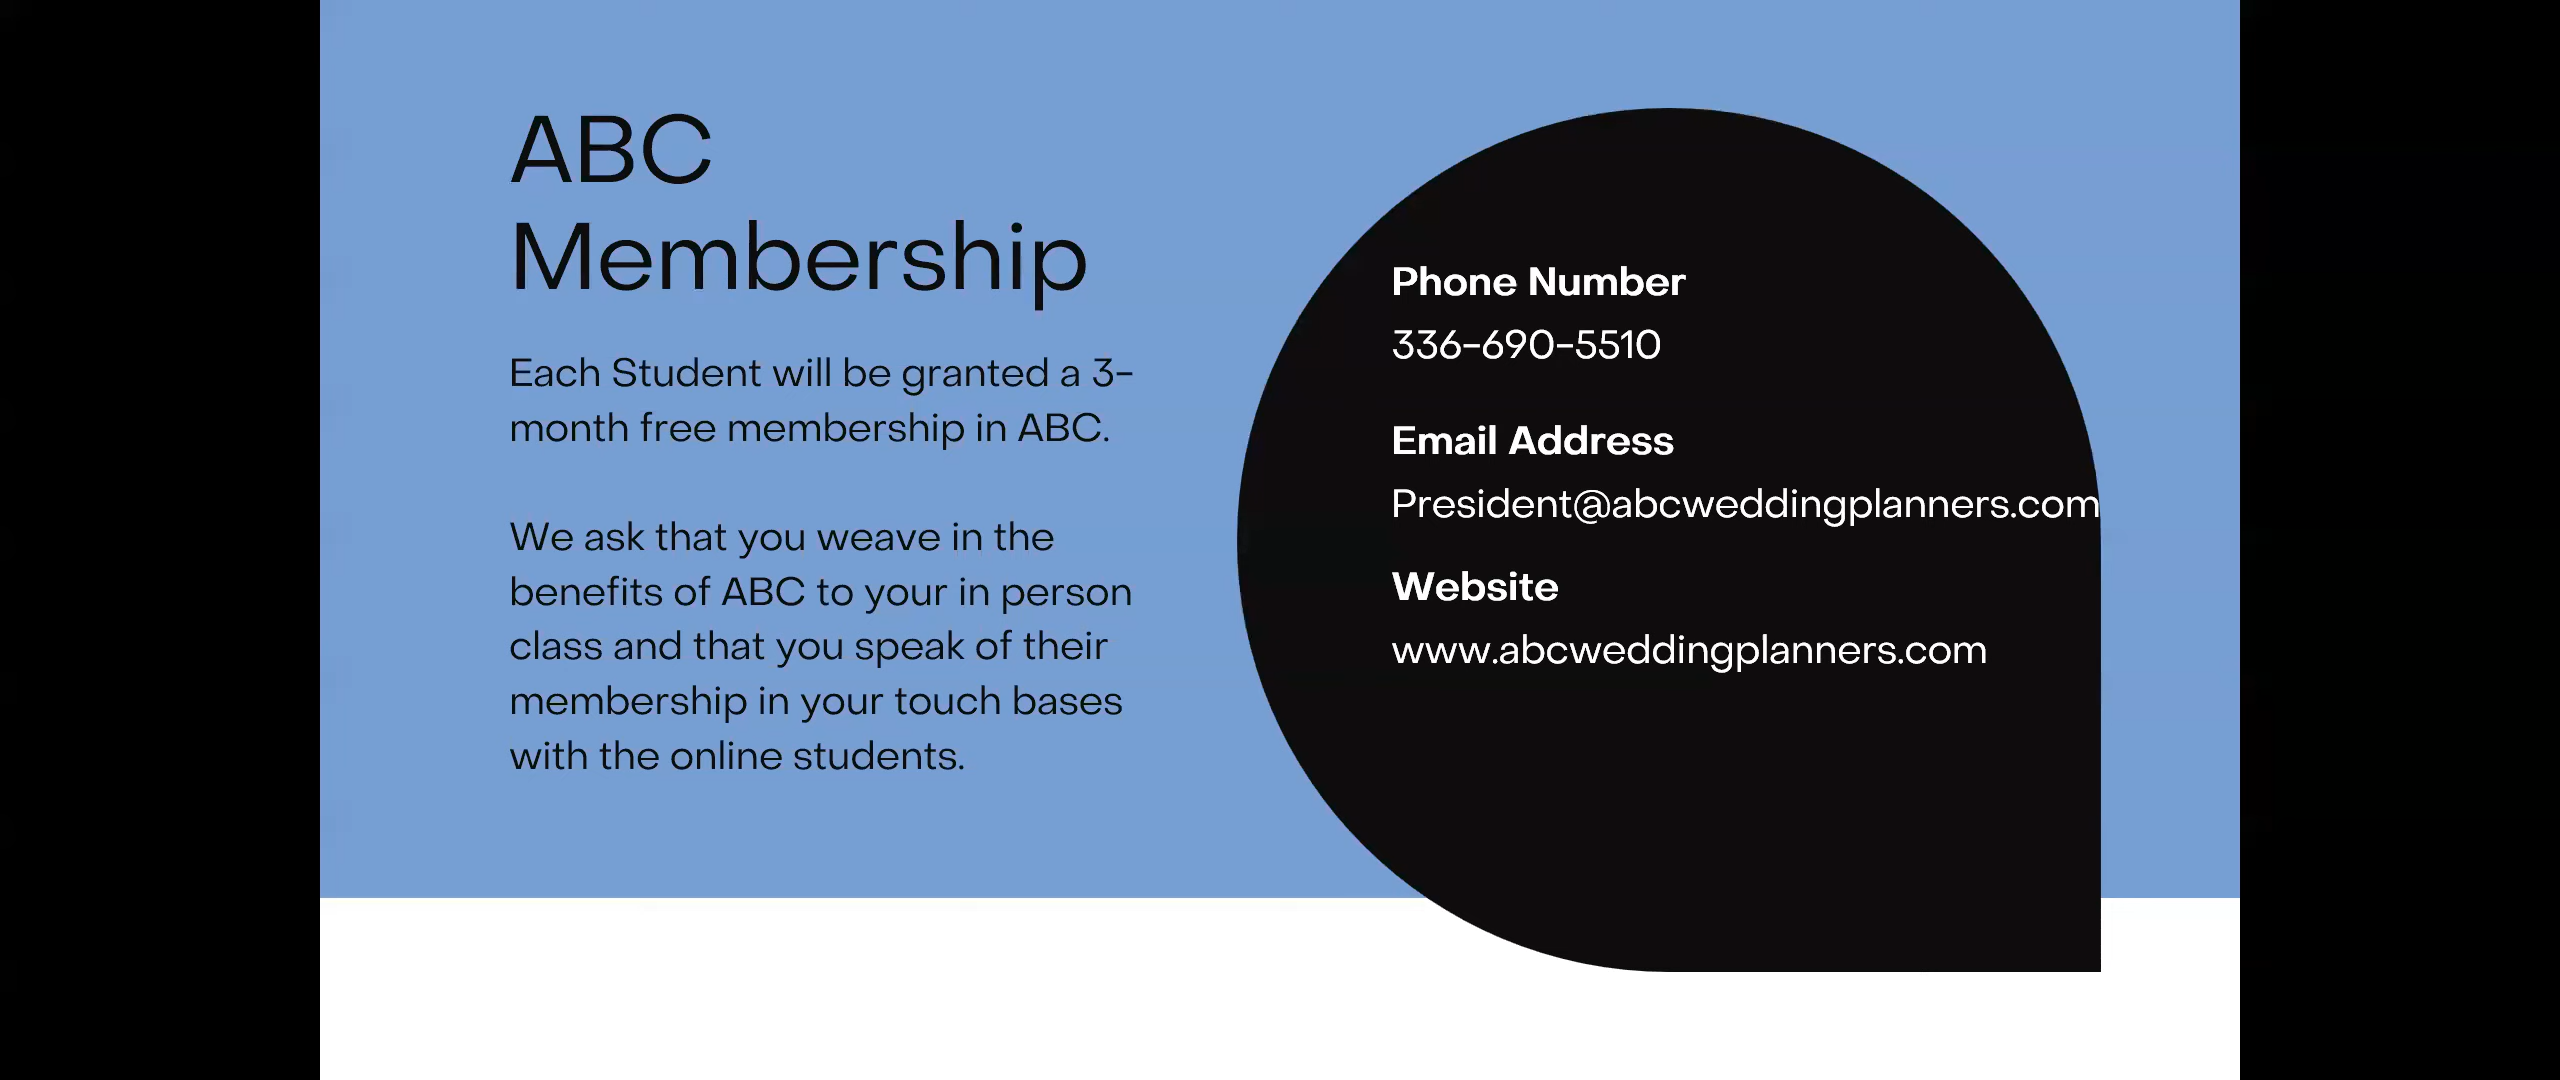 ABC
Membership
Each Student will be granted a 3-
month free membership in ABC.
We ask that you weave in the
benefits of ABC to your in person
class and that you speak of their
membership in your touch bases
with the online students.
Phone Number
336-690-5510
Email Address
President@abcweddingplanners.com
Website
www.abcweddingplanners.com